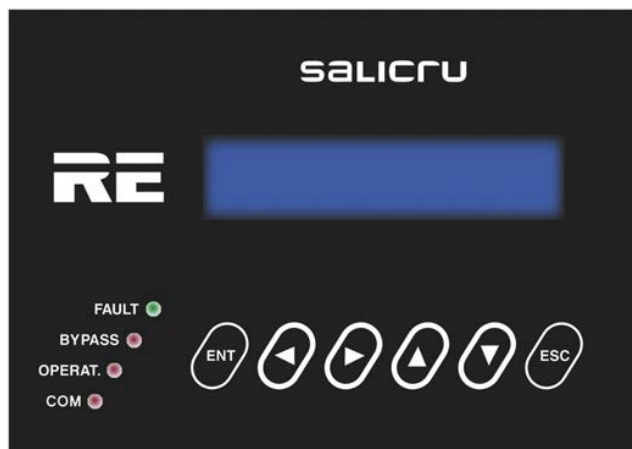 salicru
RE
FAULT
BYPASS
OPERAT.
COM
ENT
ESC